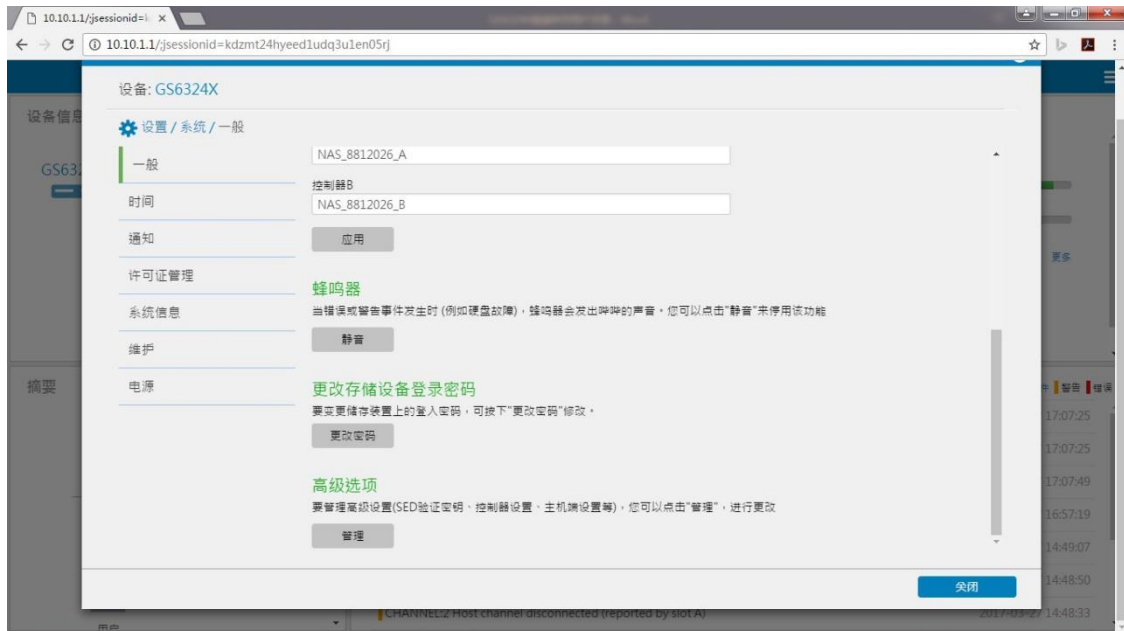 10.10.1.1/;jsessionid=k
10.10.1.1/;jsessionid=kdzmt24hyeed1udq3u1en05rj
设备: GS6324X
设备信息
设置 / 系统 / 一般
GS632
一般
时间
通知
许可证管理
系统信息
维护
电源
NAS_8812026_A
控制器B
NAS_8812026_B
应用
更多
蜂鸣器
当错误或警告事件发生时 (例如硬盘故障)，蜂鸣器会发出哔哔的声音。您可以点击"静音"来停用该功能
静音
摘要
更改存储设备登录密码
要变更储存装置上的登入密码，可按下"更改密码"修改。
更改密码
高级选项
要管理高级设置(SED验证密钥、控制器设置、主机端设置等)，您可以点击"管理"，进行更改
管理
关闭
件 警告 错误
17:07:25
17:07:25
17:07:49
16:57:19
14:49:07
14:48:50
CHANNEL:2 Host channel disconnected (reported by slot A)
2017-03-27 14:48:33
用户